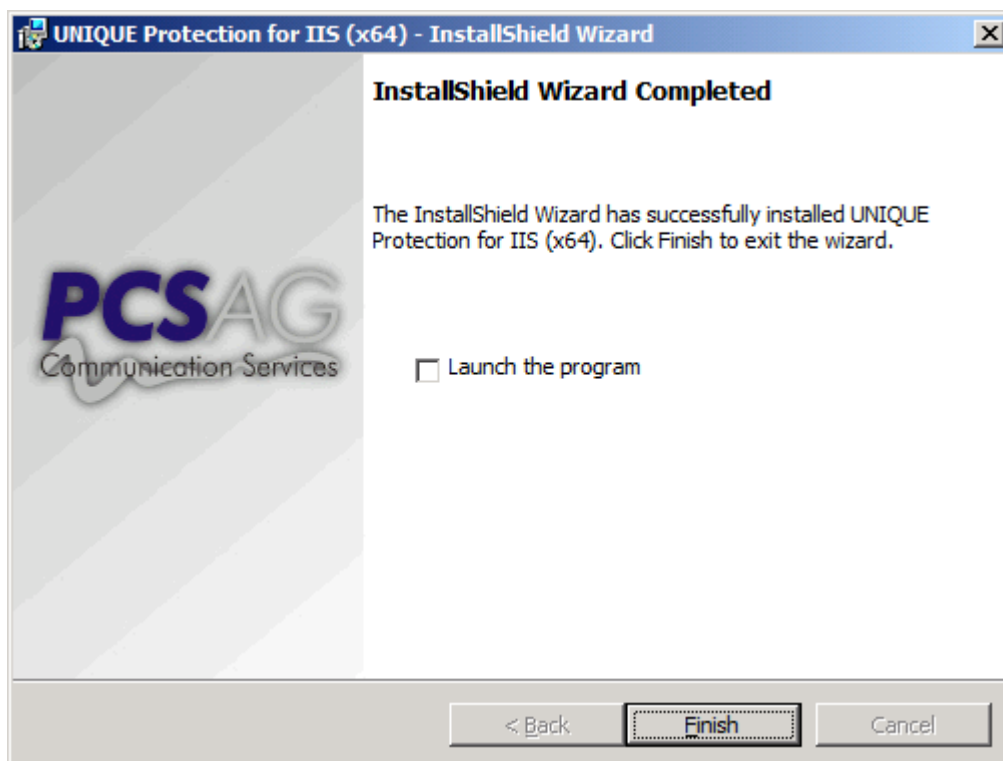 UNIQUE Protection for IIS (x64) - InstallShield Wizard
InstallShield Wizard Completed
The InstallShield Wizard has successfully installed UNIQUE
Protection for IIS (x64). Click Finish to exit the wizard.
PCSAG
Communication Services
Launch the program
< Back
Finish
Cancel